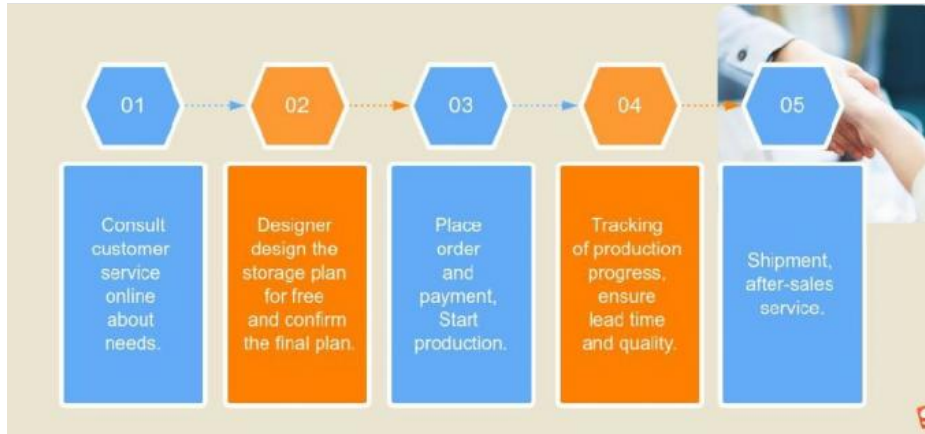 01
02
03
04
05
Consult
customer
service
online
about
needs.
Designer
design the
storage plan
for free
and confirm
the final plan.
Place
order
and
payment,
Start
production.
Tracking
of production
progress,
ensure
lead time
and quality.
Shipment,
after-sales
service.